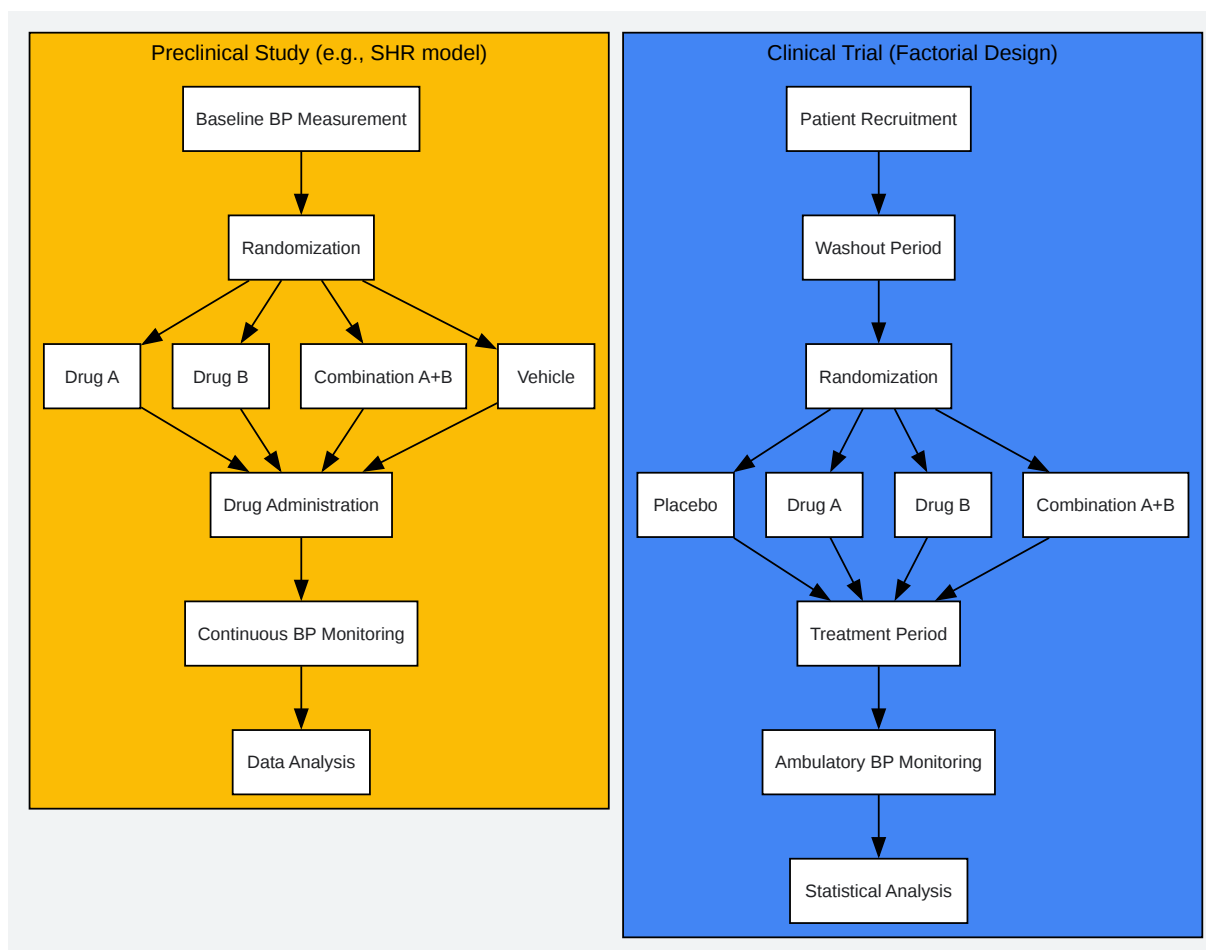 Preclinical Study (e.g., SHR model)
Baseline BP Measurement
Randomization
Drug A
Drug B
Combination A+B
Vehicle
Drug Administration
Continuous BP Monitoring
Data Analysis
Clinical Trial (Factorial Design)
Patient Recruitment
Washout Period
Randomization
Placebo
Drug A
Drug B
Combination A+B
Treatment Period
Ambulatory BP Monitoring
Statistical Analysis